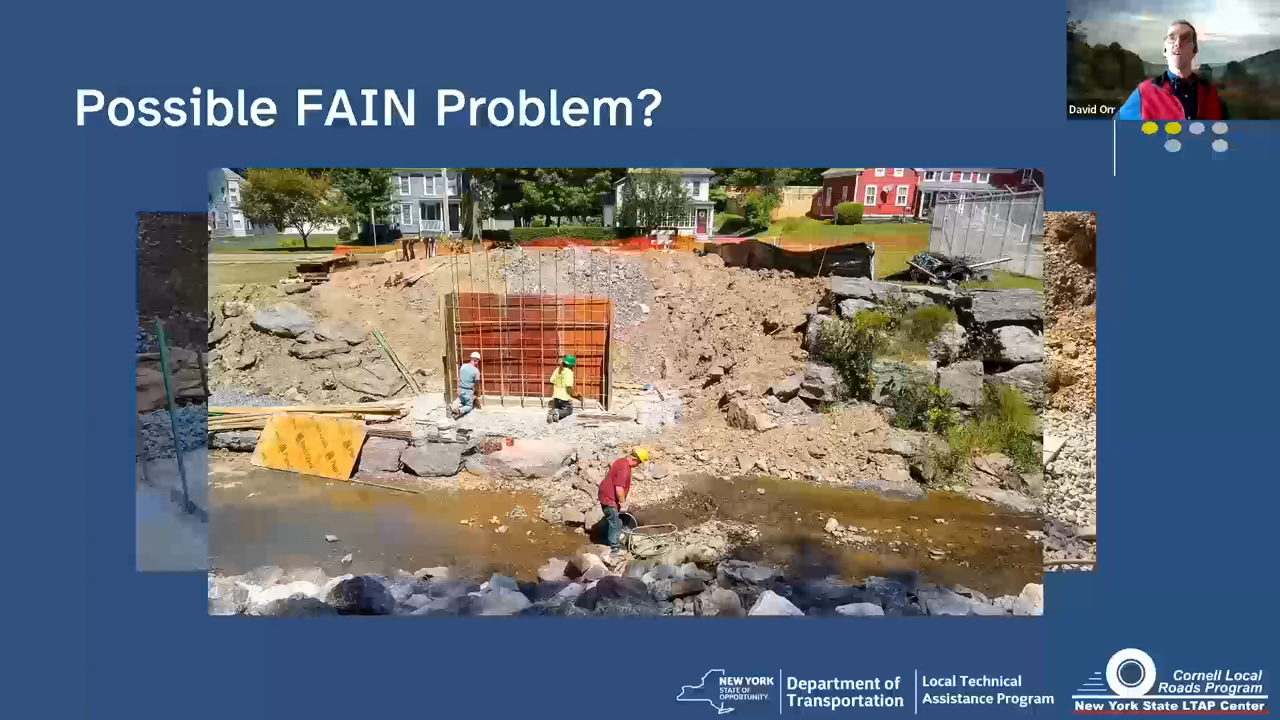 Possible FAIN Problem?
David Orr
NEW YORK
STATE OF
OPPORTUNITY.
Department of
Transportation
Local Technical
Assistance Program
Cornell Local
Roads Program
New York State LTAP Center